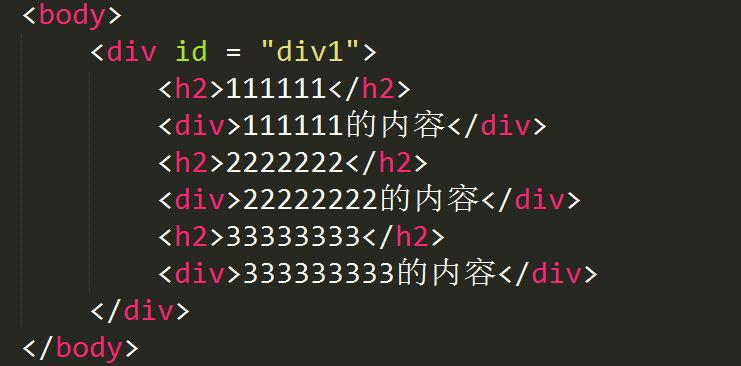 <body>
<div id = "div1">
<h2>111111</h2>
<div>111111的内容</div>
<h2>2222222</h2>
<div>22222222的内容</div>
<h2>33333333</h2>
<div>333333333的内容</div>
</div>
</body>